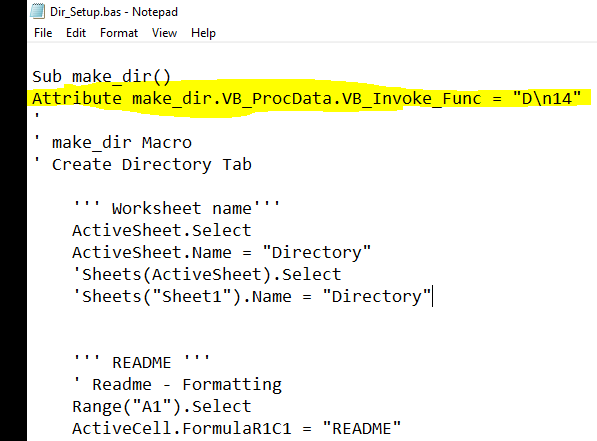 Dir_Setup.bas - Notepad
File Edit Format View Help
Sub make_dir()
Attribute make_dir.VB_ProcData.VB_Invoke_Func = "D\n14"
'
' make_dir Macro
' Create Directory Tab
''' Worksheet name'''
ActiveSheet.Select
ActiveSheet.Name = "Directory"
'Sheets(ActiveSheet).Select
'Sheets("Sheet1").Name = "Directory"
''' README '''
' Readme - Formatting
Range("A1").Select
ActiveCell.FormulaR1C1 = "README"